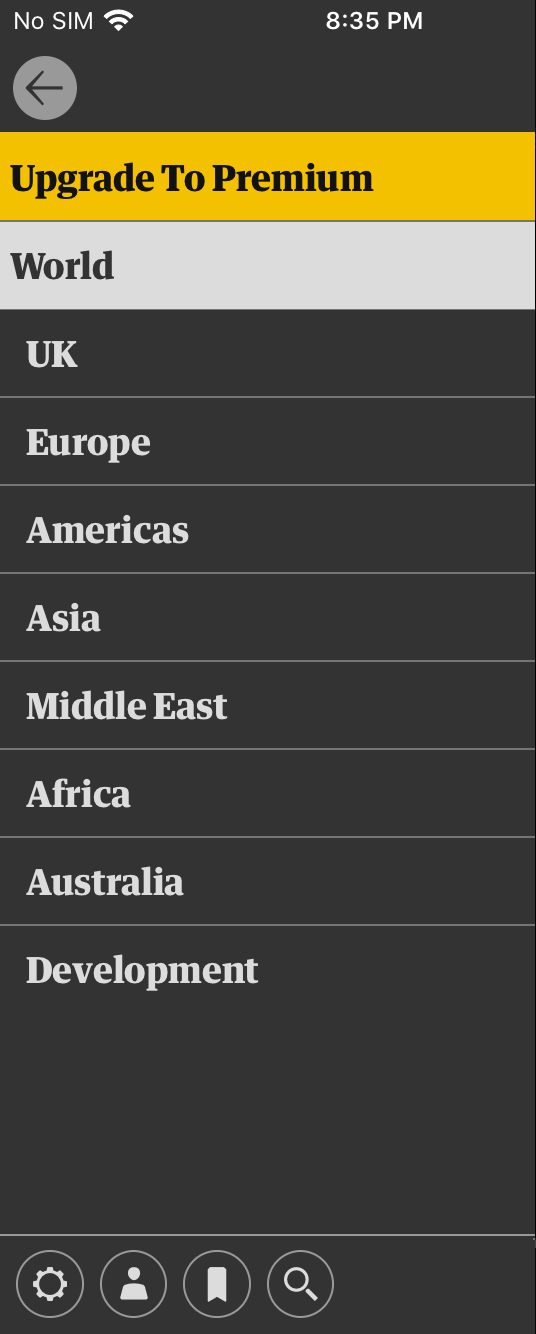 No SIM 8:35 PM
Upgrade To Premium
World
UK
Europe
Americas
Asia
Middle East
Africa
Australia
Development